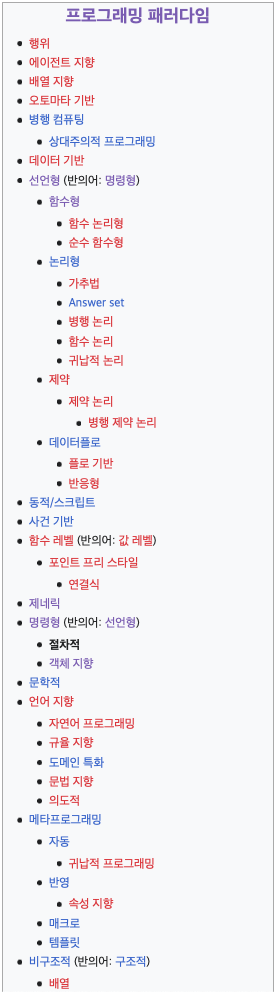 프로그래밍 패러다임
행위
에이전트 지향
배열 지향
오토마타 기반
병행 컴퓨팅
상대주의적 프로그래밍
데이터 기반
선언형 (반의어: 명령형)
함수형
함수 논리형
순수 함수형
논리형
가추법
Answer set
병행 논리
함수 논리
귀납적 논리
제약
제약 논리
병행 제약 논리
데이터플로
플로 기반
반응형
동적/스크립트
사건 기반
함수 레벨 (반의어: 값 레벨)
포인트 프리 스타일
연결식
제네릭
명령형 (반의어: 선언형)
절차적
객체 지향
문학적
언어 지향
자연어 프로그래밍
규율 지향
도메인 특화
문법 지향
의도적
메타프로그래밍
자동
귀납적 프로그래밍
반영
속성 지향
매크로
템플릿
비구조적 (반의어: 구조적)
배열